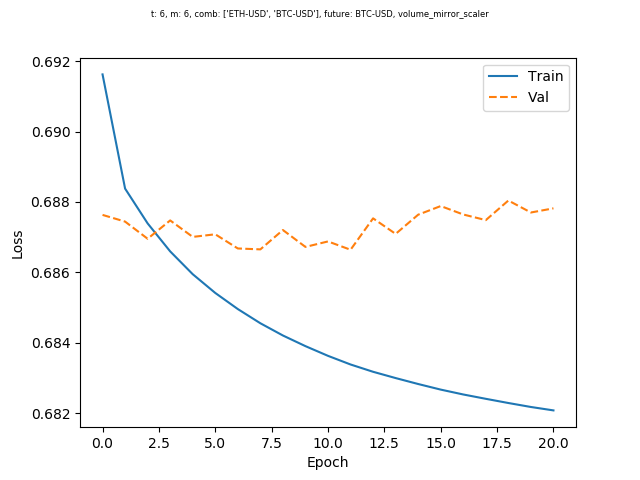 t: 6, m: 6, comb: ['ETH-USD', 'BTC-USD'], future: BTC-USD, volume_mirror_scaler
Train
Val
Loss
0.692
0.690
0.688
0.686
0.684
0.682
0.0 2.5 5.0 7.5 10.0 12.5 15.0 17.5 20.0
Epoch